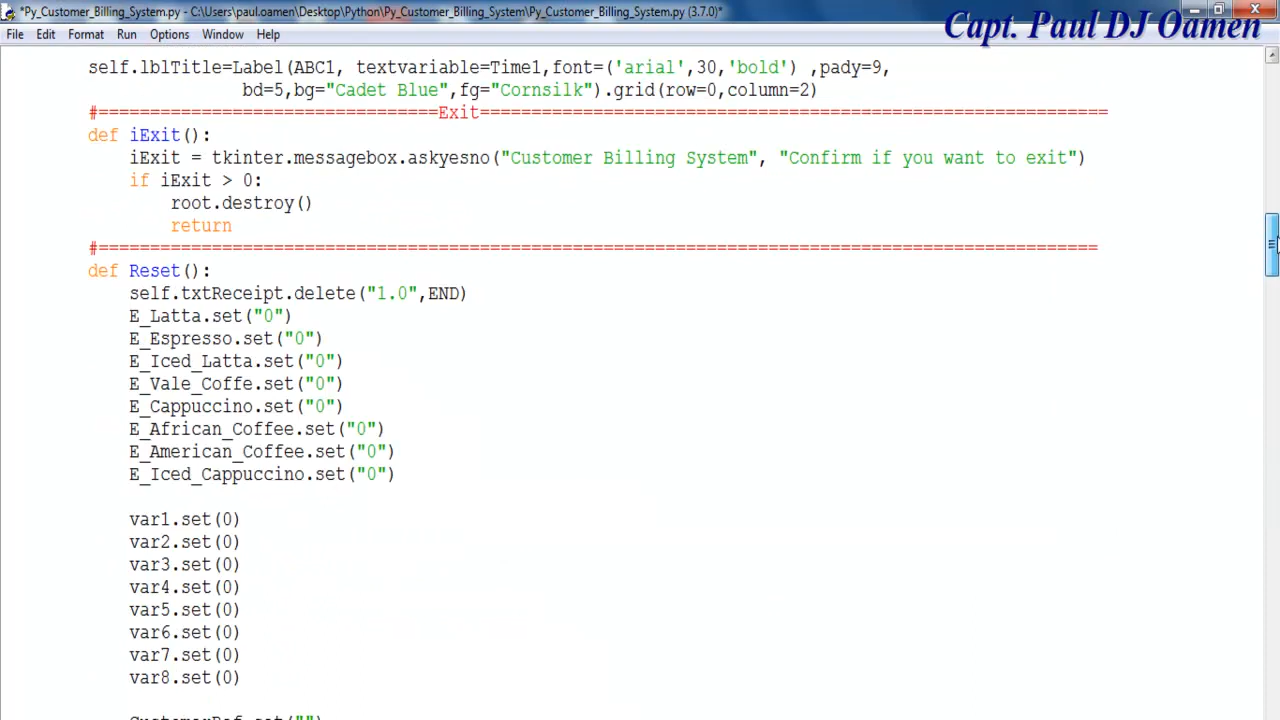 *Py_Customer_Billing_System.py - C:\Users\paul.oamen\Desktop\Python\Py_Customer_Billing_System\Py_Customer_Billing_System.py (3.7.0)*
Capt. Paul DJ Oamen
File Edit Format Run Options Window Help
self.lblTitle=Label(ABC1, textvariable=Time1,font=('arial',30,'bold') ,pady=9,
bd=5,bg="Cadet Blue",fg="Cornsilk").grid(row=0,column=2)
#=================================Exit=============================================================
def iExit():
iExit = tkinter.messagebox.askyesno("Customer Billing System", "Confirm if you want to exit")
if iExit > 0:
root.destroy()
return
#==================================================================================================
def Reset():
self.txtReceipt.delete("1.0",END)
E_Latta.set("0")
E_Espresso.set("0")
E_Iced_Latta.set("0")
E_Vale_Coffe.set("0")
E_Cappuccino.set("0")
E_African_Coffee.set("0")
E_American_Coffee.set("0")
E_Iced_Cappuccino.set("0")
var1.set(0)
var2.set(0)
var3.set(0)
var4.set(0)
var5.set(0)
var6.set(0)
var7.set(0)
var8.set(0)
CustomerRef.set("")